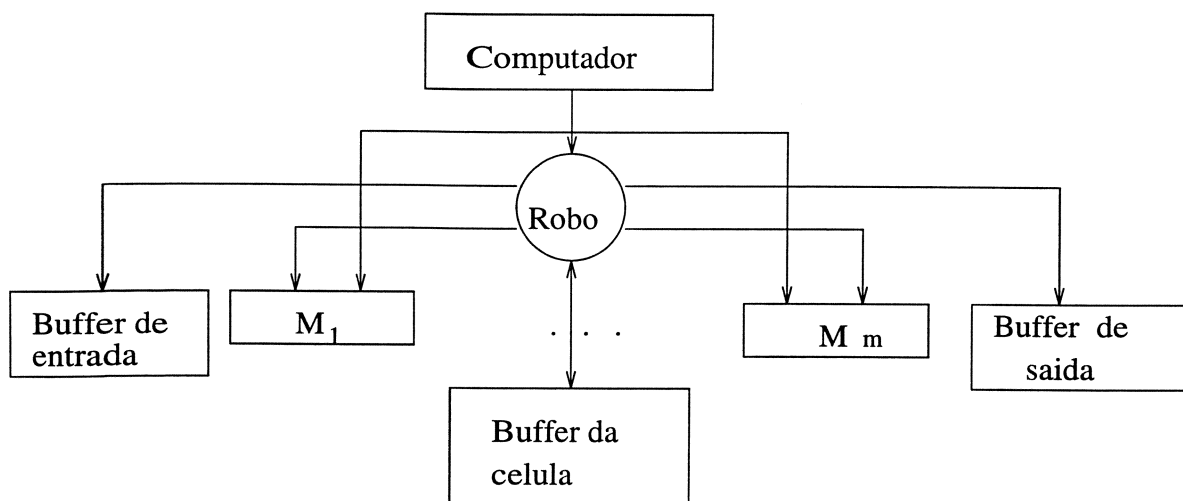 Computador
Robo
Buffer de
entrada
M1
. . .
M m
Buffer de
saida
Buffer da
celula